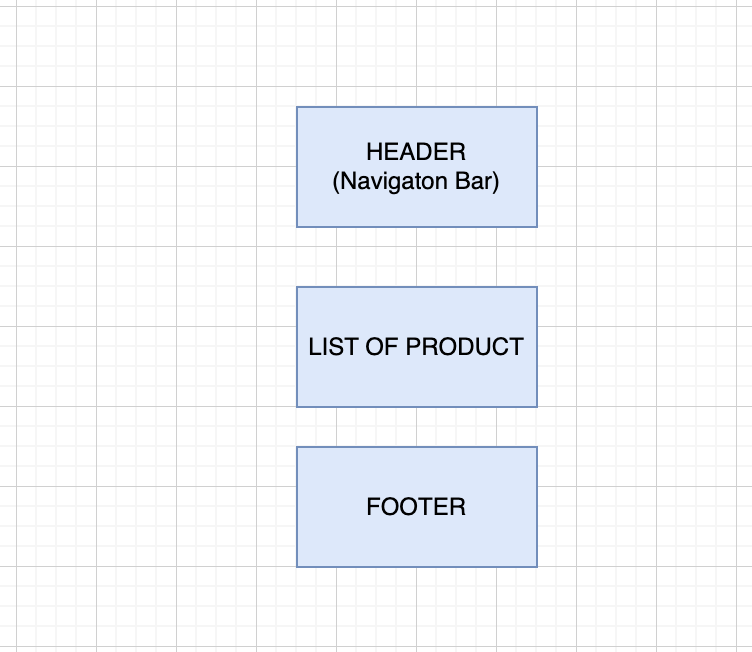 HEADER
(Navigaton Bar)
LIST OF PRODUCT
FOOTER